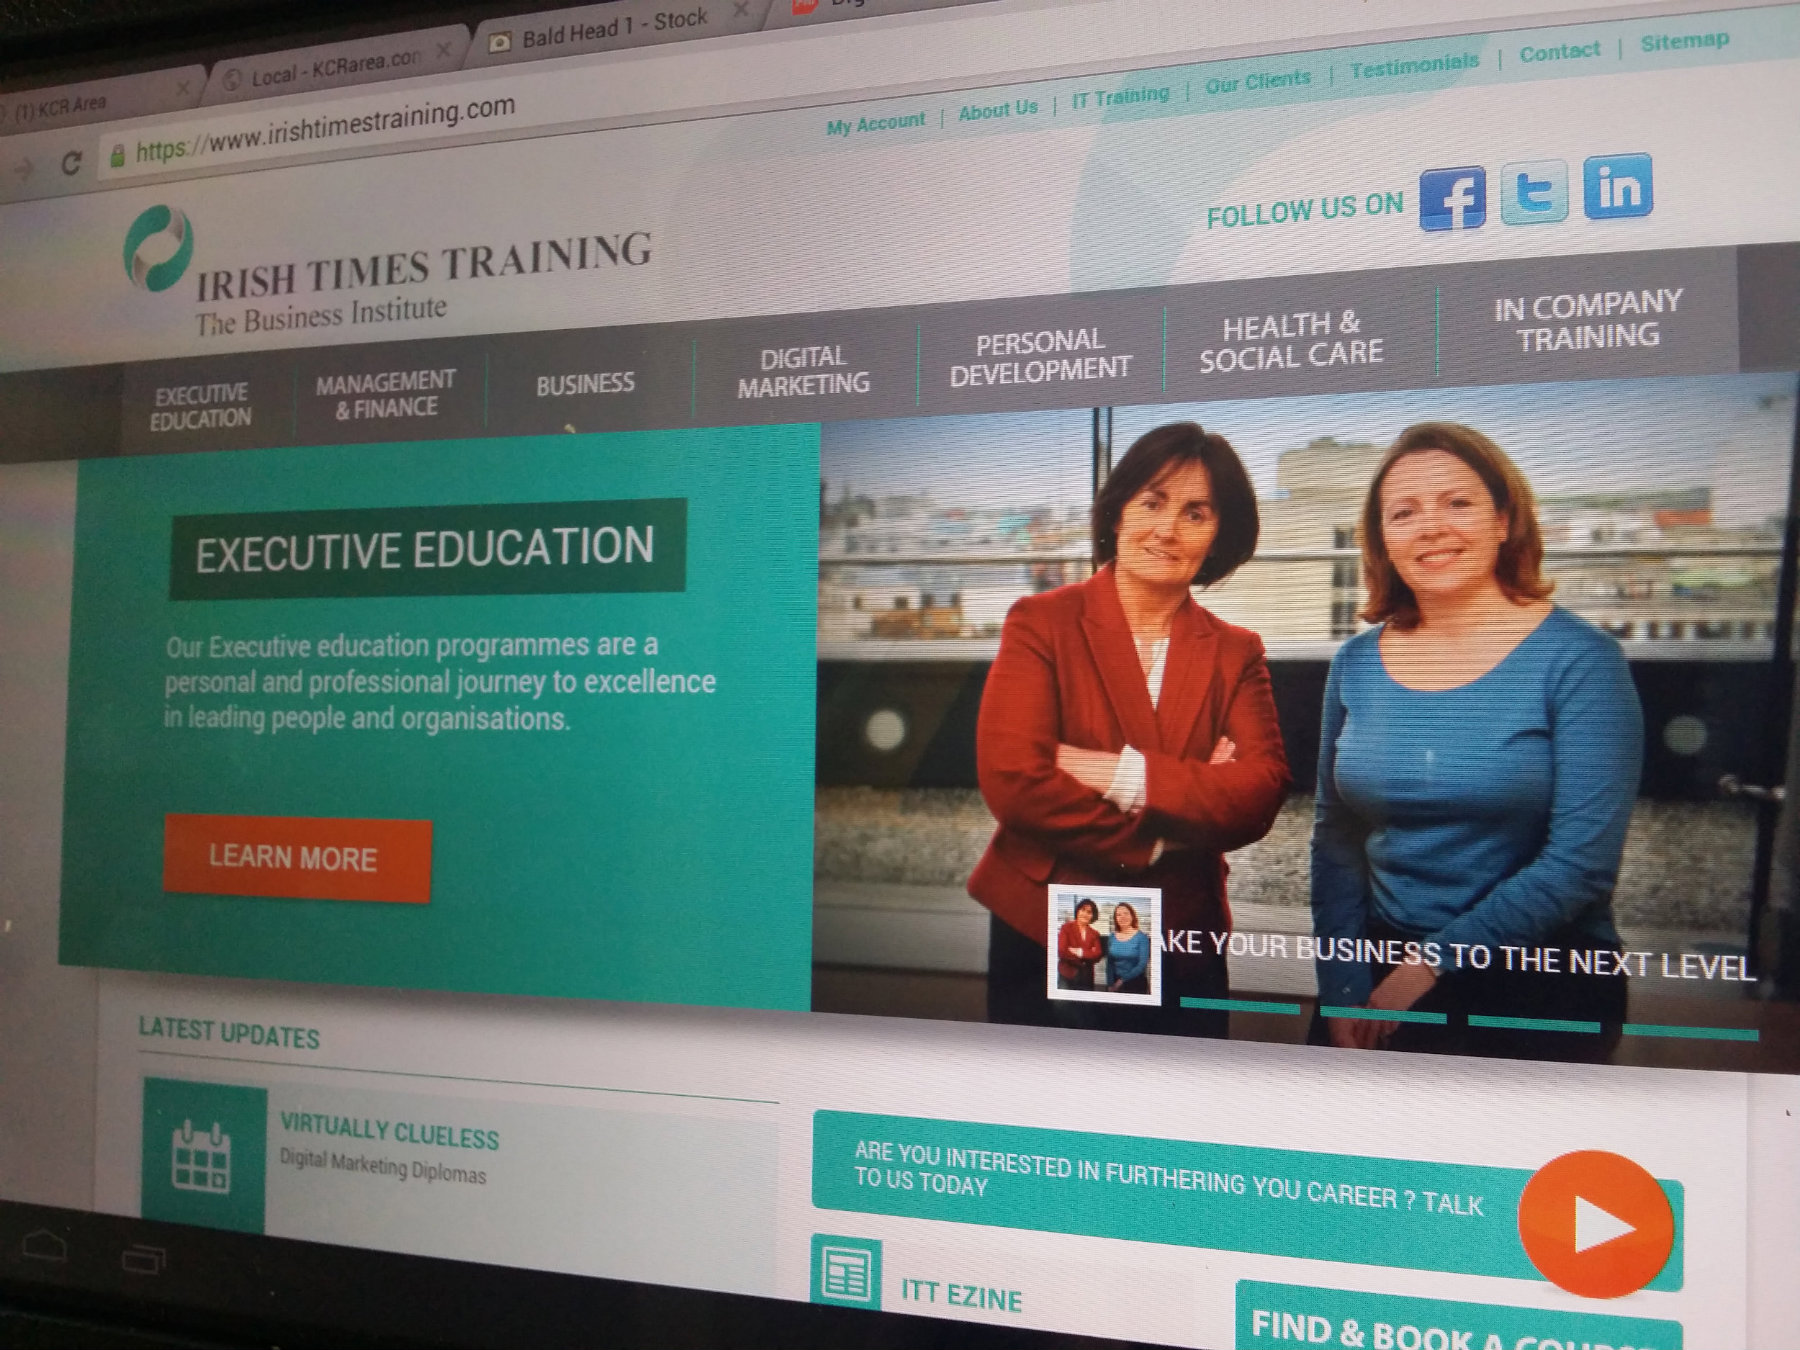 (1) KCR Area
Local - KCRarea.con
Bald Head 1 - Stock
https://www.irishtimestraining.com
My Account | About Us | IT Training | Our Clients | Testimonials | Contact | Sitemap
FOLLOW US ON
IRISH TIMES TRAINING
The Business Institute
EXECUTIVE
EDUCATION
MANAGEMENT
& FINANCE
BUSINESS
DIGITAL
MARKETING
PERSONAL
DEVELOPMENT
HEALTH &
SOCIAL CARE
IN COMPANY
TRAINING
EXECUTIVE EDUCATION
Our Executive education programmes are a
personal and professional journey to excellence
in leading people and organisations.
LEARN MORE
AKE YOUR BUSINESS TO THE NEXT LEVEL
LATEST UPDATES
VIRTUALLY CLUELESS
Digital Marketing Diplomas
ARE YOU INTERESTED IN FURTHERING YOU CAREER ? TALK
TO US TODAY
ITT EZINE
FIND & BOOK A